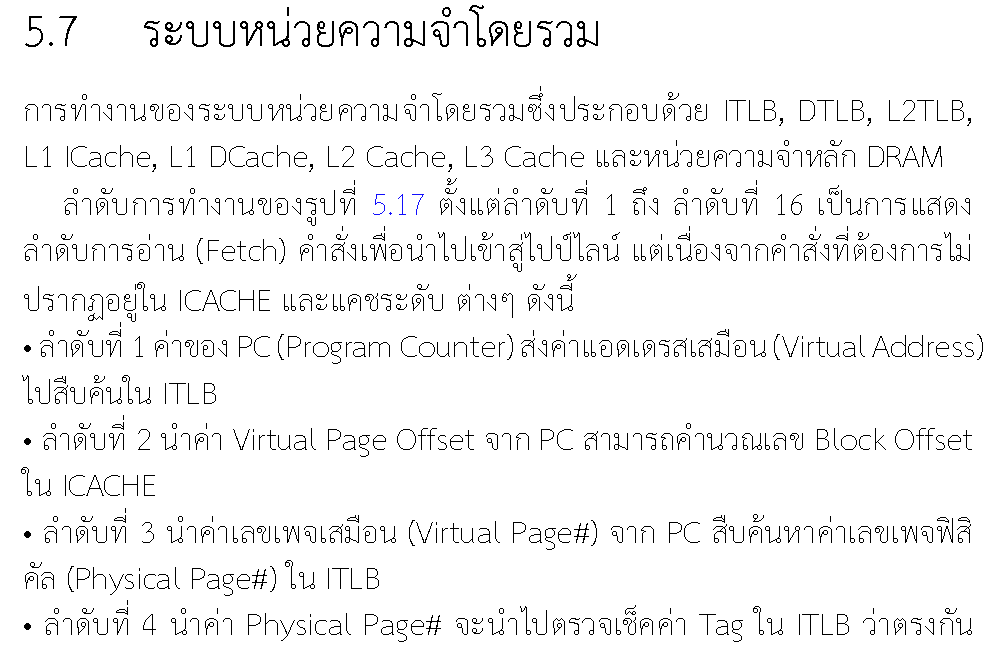 5.7 ระบบหน่วยความจำโดยรวม
การทำงานของระบบหน่วยความจำโดยรวมซึ่งประกอบด้วย ITLB, DTLB, L2TLB,
L1 ICache, L1 DCache, L2 Cache, L3 Cache และหน่วยความจำหลัก DRAM
ลำดับการทำงานของรูปที่ 5.17 ตั้งแต่ลำดับที่ 1 ถึง ลำดับที่ 16 เป็นการแสดง
ลำดับการอ่าน (Fetch) คำสั่งเพื่อนำไปเข้าสู่ไปป์ไลน์ แต่เนื่องจากคำสั่งที่ต้องการไม่
ปรากฏอยู่ใน ICACHE และแคชระดับ ต่างๆ ดังนี้
• ลำดับที่ 1 ค่าของ PC (Program Counter) ส่งค่าแอดเดรสเสมือน (Virtual Address)
ไปสืบค้นใน ITLB
• ลำดับที่ 2 นำค่า Virtual Page Offset จาก PC สามารถคำนวณเลข Block Offset
ใน ICACHE
• ลำดับที่ 3 นำค่าเลขเพจเสมือน (Virtual Page#) จาก PC สืบค้นหาค่าเลขเพจฟิสิ
คัล (Physical Page#) ใน ITLB
• ลำดับที่ 4 นำค่า Physical Page# จะนำไปตรวจเช็คค่า Tag ใน ITLB ว่าตรงกัน